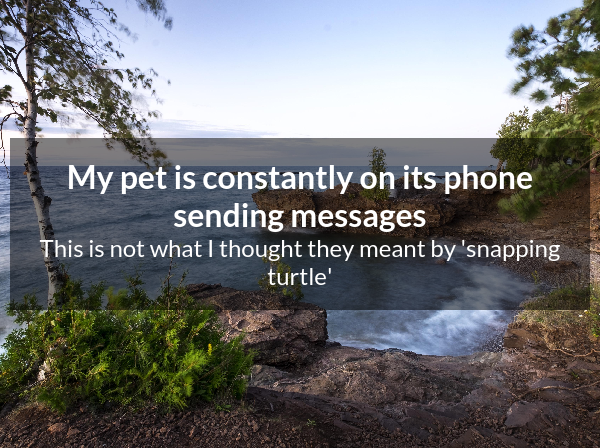 My pet is constantly on its phone
sending messages
This is not what I thought they meant by 'snapping
turtle'